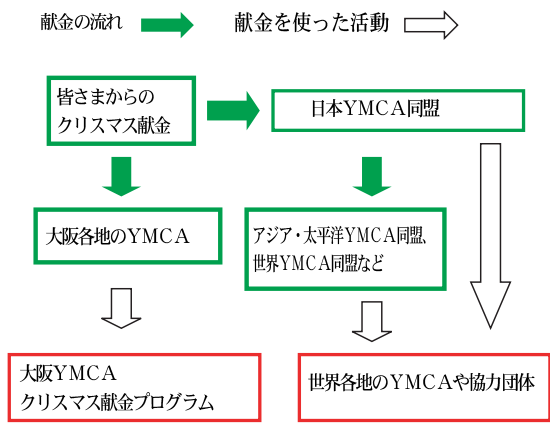 献金の流れ
献金を使った活動
皆さまからの
クリスマス献金
日本YMCA同盟
大阪各地のYMCA
アジア・太平洋YMCA同盟、
世界YMCA同盟など
大阪YMCA
クリスマス献金プログラム
世界各地のYMCAや協力団体